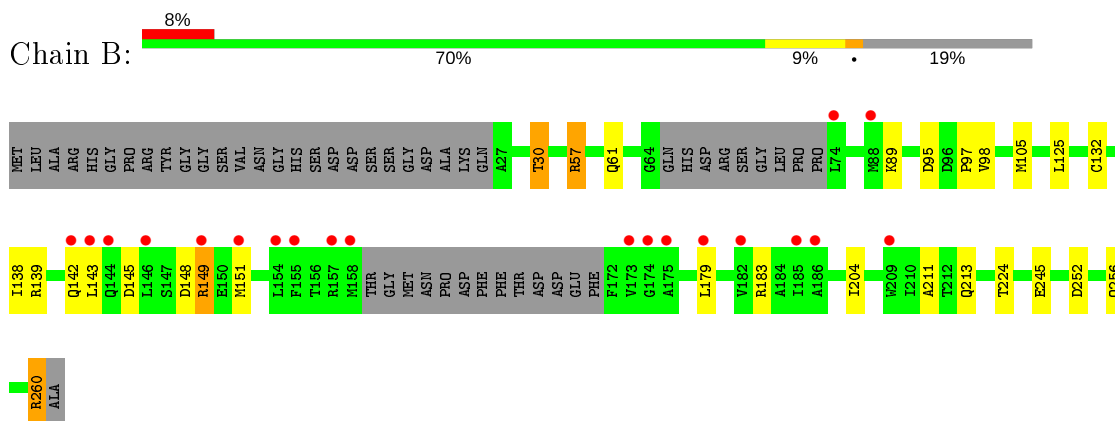 8%
Chain B:
70% 9% • 19%
MET LEU ALA ARG HIS GLY PRO ARG TYR GLY GLY SER VAL ASN GLY HIS SER ASP ASP SER SER GLY ASP ALA LYS GLN A27 T30 R57 Q61 G64 GLN HIS ASP ARG SER GLY LEU PRO PRO L74 M88 K89 D95 D96 P97 V98 M105 L125 C132
I138 R139 Q142 L143 Q144 D145 L146 S147 D148 R149 E150 M151 L154 F155 T156 R157 M158 THR GLY MET ASN PRO ASP PHE PHE THR ASP ASP GLU PHE F172 V173 G174 A175 L179 V182 R183 A184 I185 A186 I204 W209 I210 A211 T212 Q213 T224 E245 D252 Q256
R260 ALA